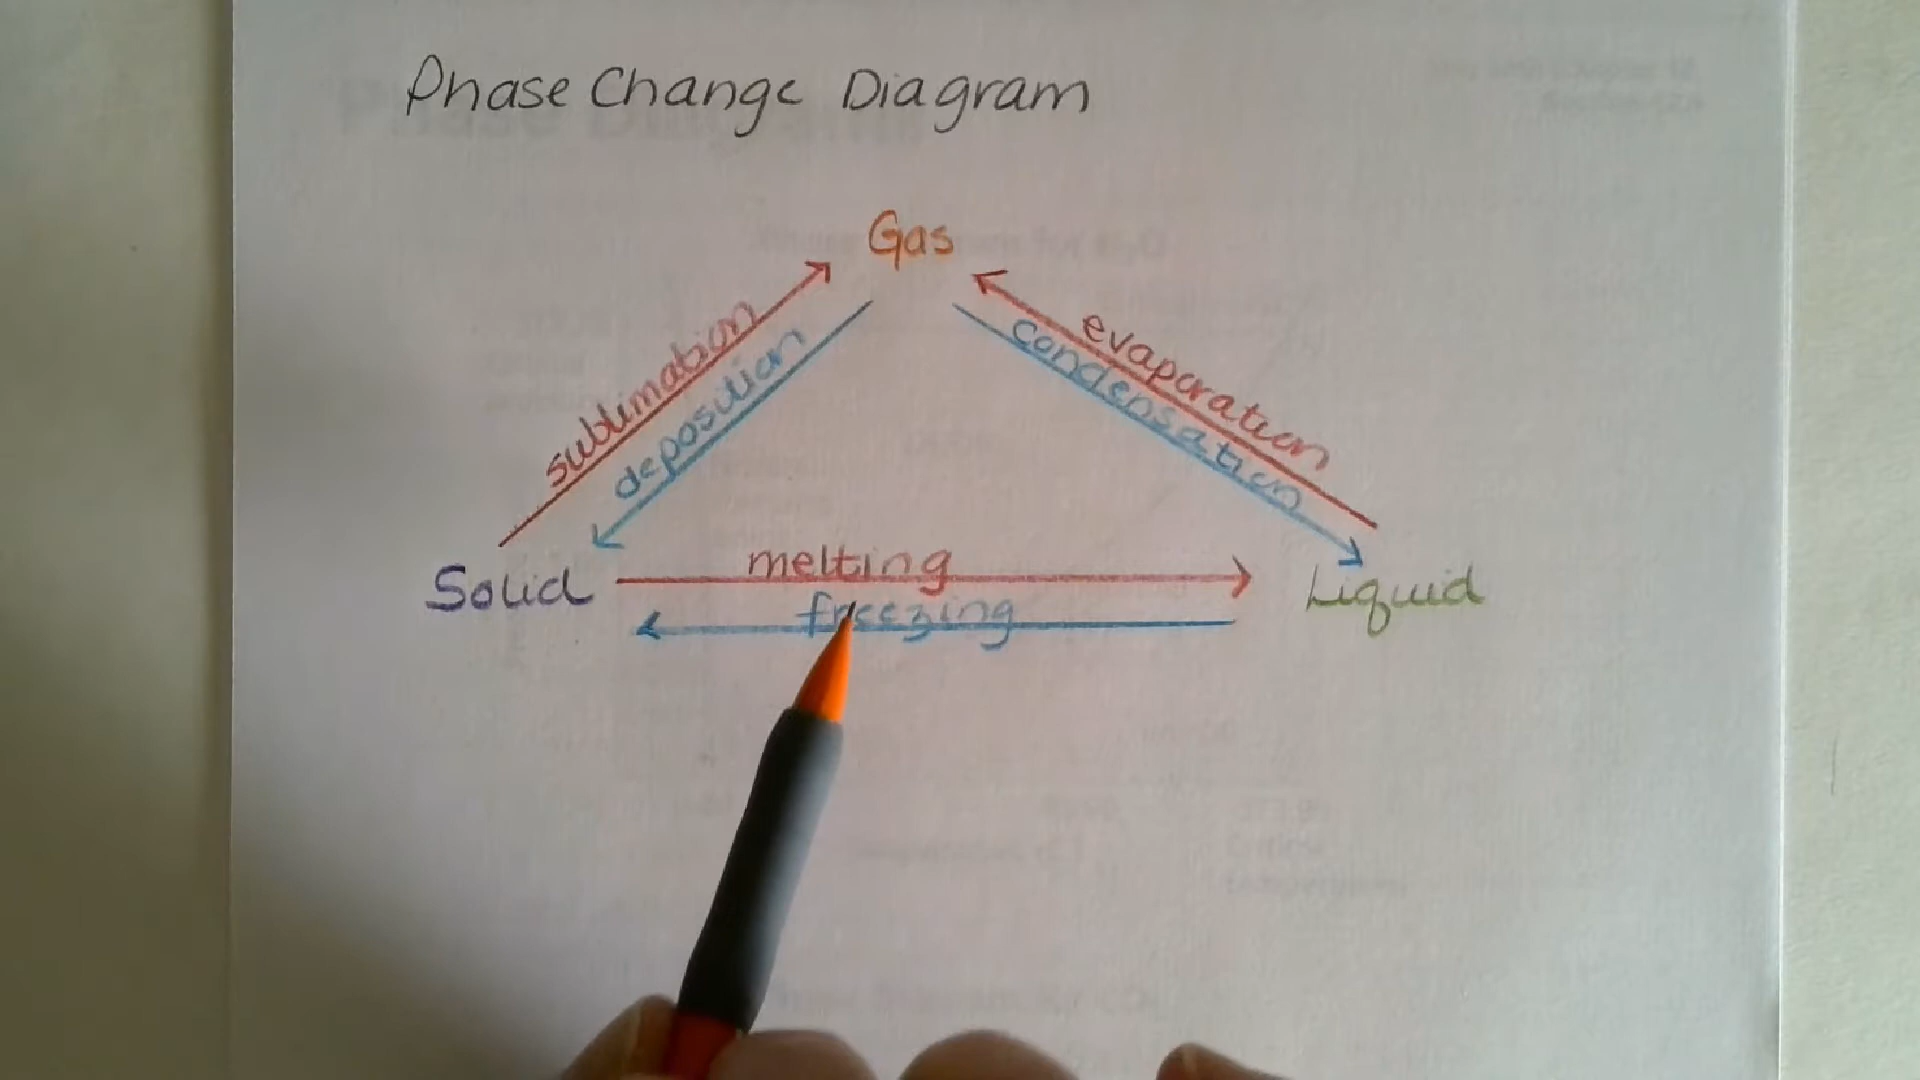 Phase Change Diagram
Gas
sublimation
deposition
evaporation
condensation
melting
Solid
Liquid
freezing